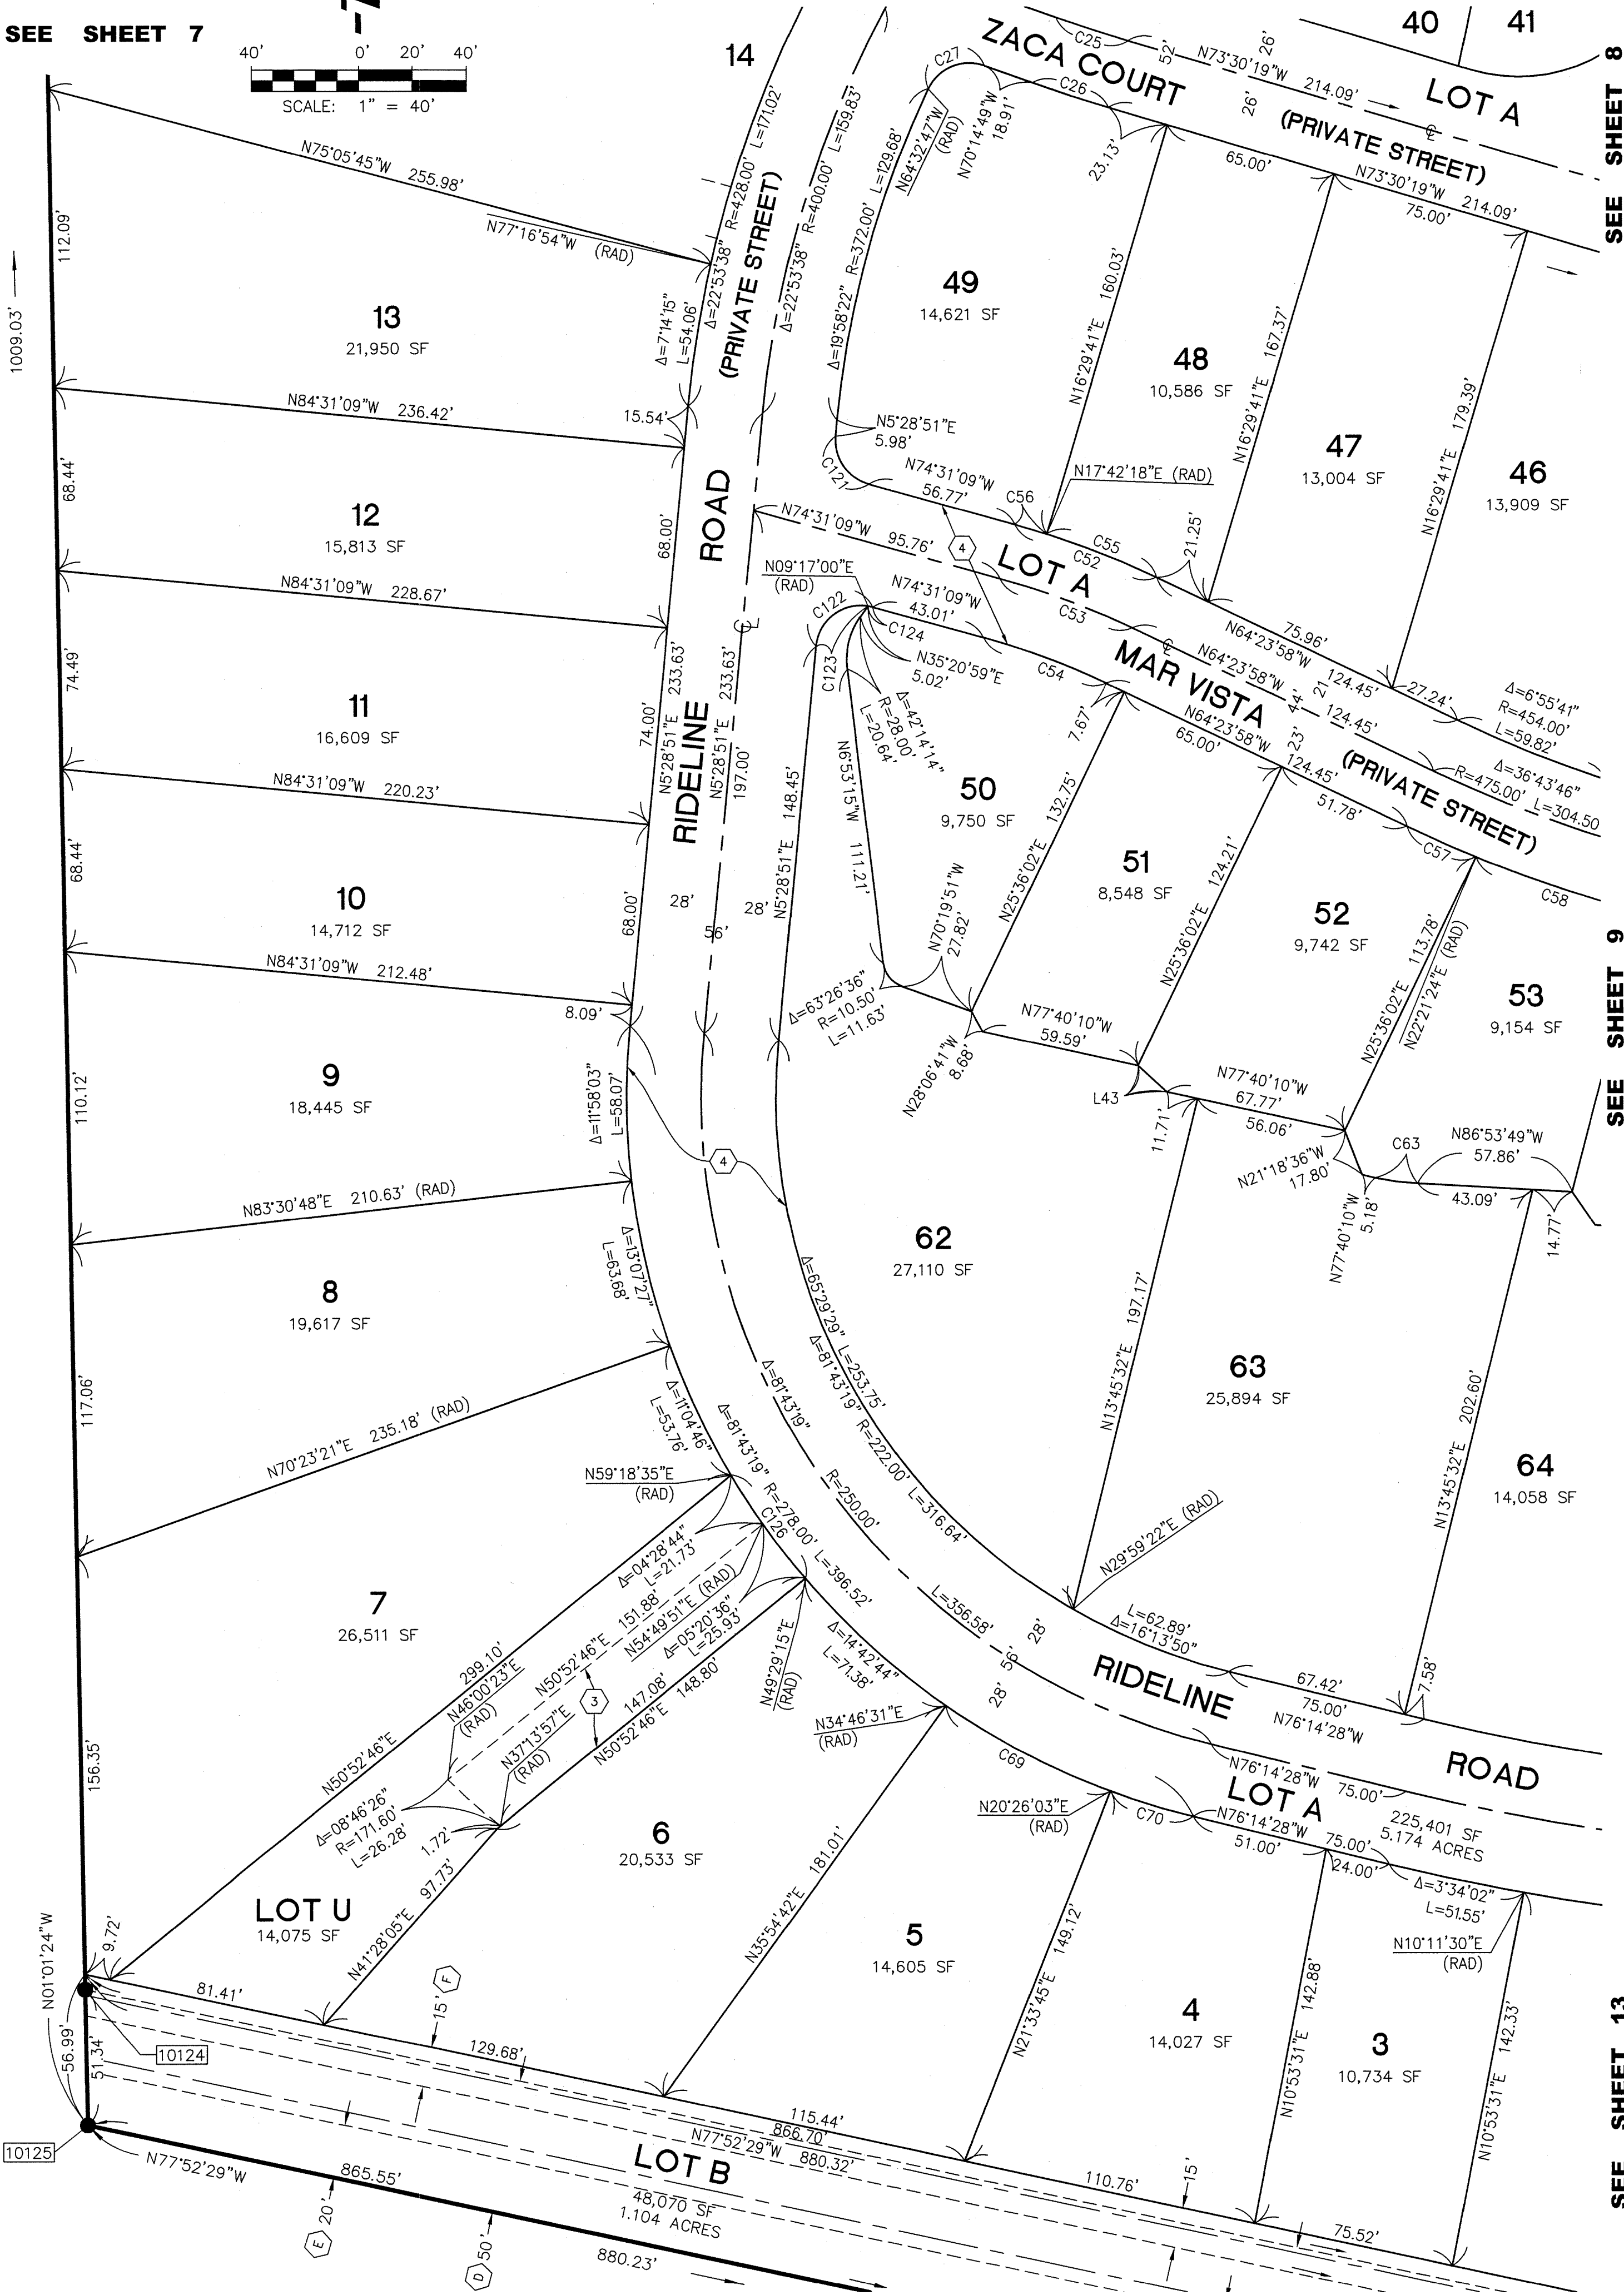 SEE SHEET 7
40' 0' 20' 40'
SCALE: 1" = 40'
14
ZACA COURT
(PRIVATE STREET)
C25
52'
26'
N73°30'19"W
214.09'
26'
40
41
LOT A
SEE SHEET 8
C27
C26
N64°32'47"W
(RAD)
N70°14'49"W
18.91'
23.13'
65.00'
N73°30'19"W 214.09'
75.00'
N75°05'45"W 255.98'
N77°16'54"W (RAD)
112.09'
1009.03'
13
21,950 SF
Δ=7°14'15"
L=54.06'
Δ=22°53'38" R=428.00' L=171.02'
(PRIVATE STREET)
Δ=22°53'38" R=400.00' L=159.83'
Δ=19°58'22" R=372.00' L=129.68'
49
14,621 SF
N16°29'41"E 160.03'
48
10,586 SF
N16°29'41"E 167.37'
47
13,004 SF
N16°29'41"E 179.39'
46
13,909 SF
N84°31'09"W 236.42'
15.54'
N5°28'51"E
5.98'
C121
N74°31'09"W
56.77'
C56
N17°42'18"E (RAD)
C55
C52
21.25'
68.44'
12
15,813 SF
68.00'
ROAD
N74°31'09"W 95.76'
4
LOT A
C53
N84°31'09"W 228.67'
N09°17'00"E
(RAD)
C122
N74°31'09"W
43.01'
C124
C123
N35°20'59"E
5.02'
C54
Δ=42°14'14"
R=28.00'
L=20.64'
MAR VISTA
(PRIVATE STREET)
75.96'
N64°23'58"W
124.45'
27.24'
N64°23'58"W
124.45'
21'
44'
23'
Δ=6°55'41"
R=454.00'
L=59.82'
Δ=36°43'46"
R=475.00' L=304.50
74.49'
11
16,609 SF
74.00'
N5°28'51"E 233.63'
RIDELINE
N5°28'51"E 233.63'
197.00'
N6°53'15"W 111.21'
N5°28'51"E 148.45'
7.67'
N64°23'58"W
65.00'
124.45'
51.78'
C57
C58
50
9,750 SF
N25°36'02"E 132.75'
51
8,548 SF
N25°36'02"E 124.21'
52
9,742 SF
N25°36'02"E 113.78'
N22°21'24"E (RAD)
53
9,154 SF
SEE SHEET 9
N84°31'09"W 220.23'
68.44'
10
14,712 SF
68.00'
28'
56'
28'
N84°31'09"W 212.48'
8.09'
Δ=63°26'36"
R=10.50'
L=11.63'
N70°19'51"W
27.82'
N28°06'41"W
8.68'
N77°40'10"W
59.59'
L43
11.71'
N77°40'10"W
67.77'
56.06'
N21°18'36"W
17.80'
N77°40'10"W
5.18'
C63
N86°53'49"W
57.86'
43.09'
14.77'
110.12'
9
18,445 SF
Δ=11°58'03"
L=58.07'
4
N83°30'48"E 210.63' (RAD)
62
27,110 SF
N13°45'32"E 197.17'
63
25,894 SF
N13°45'32"E 202.60'
64
14,058 SF
117.06'
8
19,617 SF
Δ=13°07'27"
L=63.68'
Δ=65°29'29" L=253.75'
Δ=81°43'19" R=222.00' L=316.64'
Δ=81°43'19" R=250.00' L=356.58'
Δ=81°43'19" R=278.00' L=396.52'
N70°23'21"E 235.18' (RAD)
Δ=11°04'46"
L=53.76'
N59°18'35"E
(RAD)
C126
Δ=04°28'44"
L=21.73'
N54°49'51"E (RAD)
Δ=05°20'36"
L=25.93'
N49°29'15"E
(RAD)
Δ=14°42'44"
L=71.38'
N29°59'22"E (RAD)
L=62.89'
Δ=16°13'50"
28'
56'
28'
RIDELINE
67.42'
75.00'
N76°14'28"W
7.58'
ROAD
7
26,511 SF
156.35'
299.10'
N50°52'46"E
N50°52'46"E 151.88'
N46°00'23"E
(RAD)
N37°13'57"E
(RAD)
3
147.08'
N50°52'46"E 148.80'
N34°46'31"E
(RAD)
C69
N76°14'28"W 75.00'
LOT A
225,401 SF
5.174 ACRES
N20°26'03"E
(RAD)
C70
N76°14'28"W 75.00'
51.00'
24.00'
Δ=3°34'02"
L=51.55'
N10°11'30"E
(RAD)
Δ=08°46'26"
R=171.60'
L=26.28'
1.72'
6
20,533 SF
N35°54'42"E 181.01'
LOT U
14,075 SF
N41°28'05"E 97.73'
5
14,605 SF
N21°33'45"E 149.12'
4
14,027 SF
N10°53'31"E 142.88'
3
10,734 SF
N10°53'31"E 142.33'
SEE SHEET 13
9.72'
N01°01'24"W
56.99'
51.34'
81.41'
15' F
10124
129.68'
115.44'
866.70'
N77°52'29"W 880.32'
110.76'
15'
75.52'
10125
N77°52'29"W 865.55'
LOT B
48,070 SF
1.104 ACRES
E 20'
D 50'
880.23'